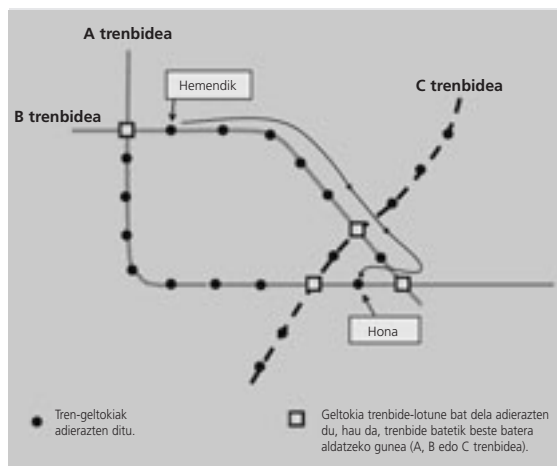 A trenbidea
Hemendik
C trenbidea
B trenbidea
Hona
Tren-geltokiak
adierazten ditu.
Geltokia trenbide-lotune bat dela adierazten
du, hau da, trenbide batetik beste batera
aldatzeko gunea (A, B edo C trenbidea).